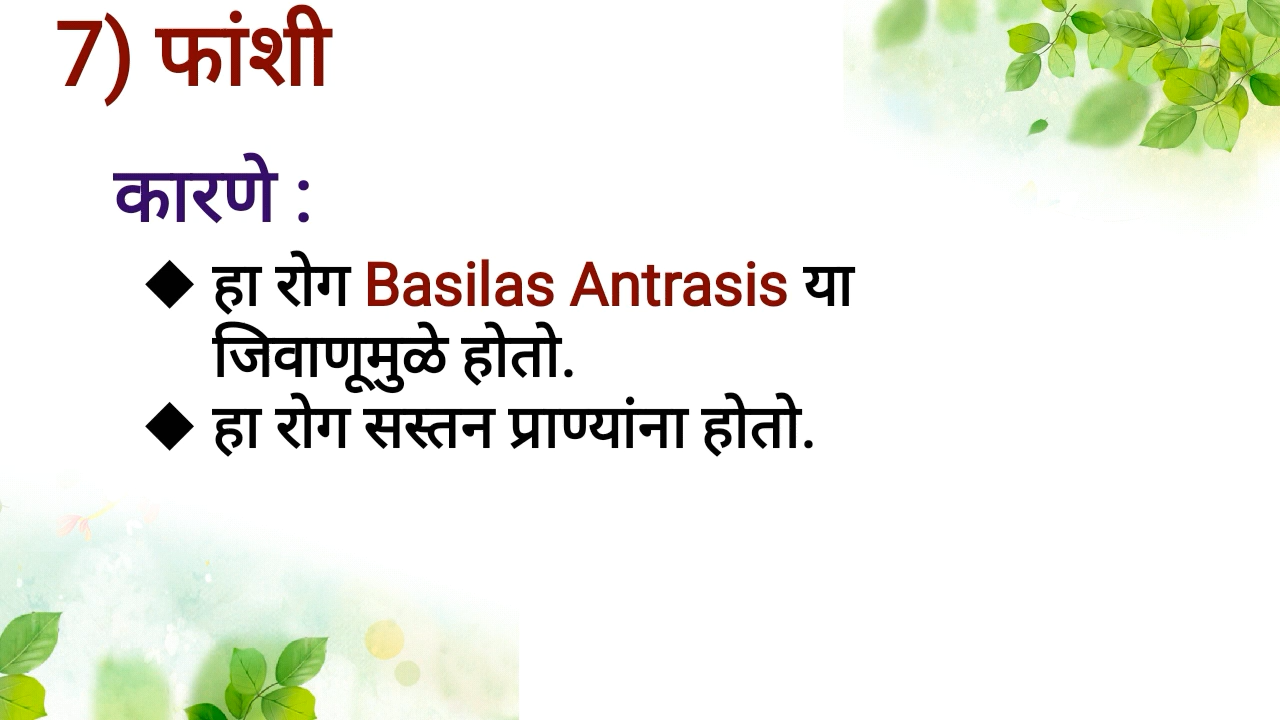 7) फांशी
कारणे :
◆ हा रोग Basilas Antrasis या
जिवाणूमुळे होतो.
◆ हा रोग सस्तन प्राण्यांना होतो.